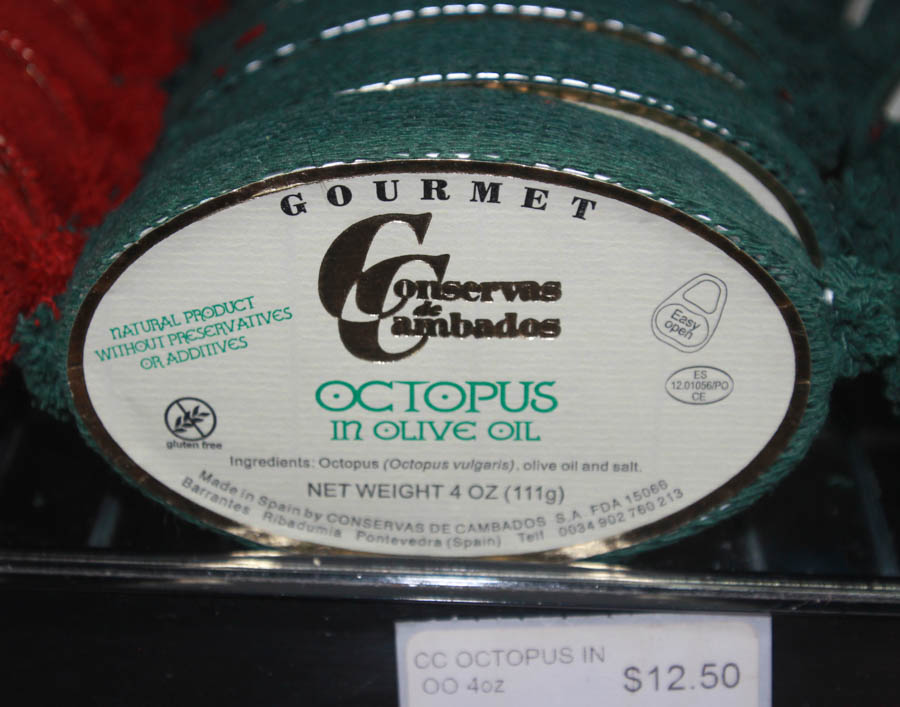 GOURMET
Conservas
de
Cambados
NATURAL PRODUCT
WITHOUT PRESERVATIVES
OR ADDITIVES
Easy
open
ES
12.01056/PO
CE
OCTOPUS
IN OLIVE OIL
gluten free
Ingredients: Octopus (Octopus vulgaris), olive oil and salt.
NET WEIGHT 4 OZ (111g)
Made in Spain by CONSERVAS DE CAMBADOS S.A. FDA 15066
Barrantes Ribadumia Pontevedra (Spain) Telf 0034 902 760 213
CC OCTOPUS IN
OO 4oz
$12.50